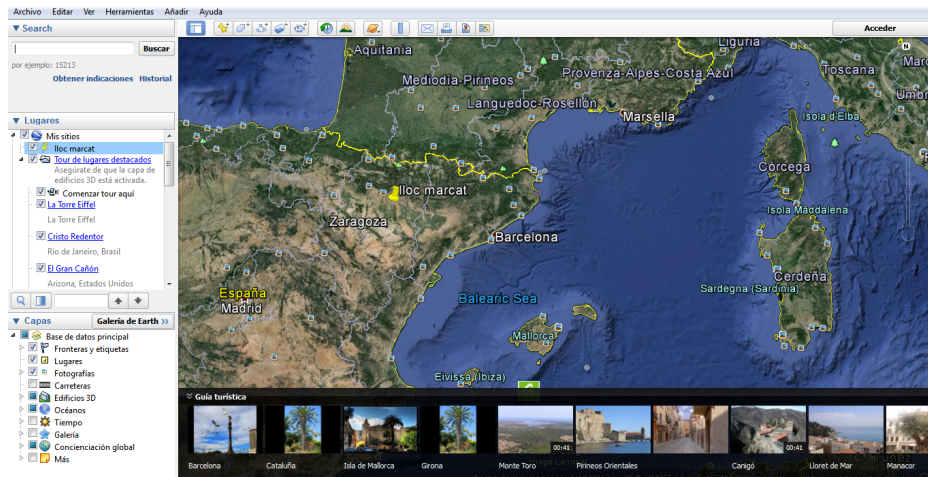 Archivo Editar Ver Herramientas Añadir Ayuda
Search
Acceder
Buscar
por ejemplo: 15213
Obtener indicaciones Historial
Lugares
Mis sitios
lloc marcat
Tour de lugares destacados
Asegúrate de que la capa de
edificios 3D está activada.
Comenzar tour aquí
La Torre Eiffel
La Torre Eiffel
Cristo Redentor
Río de Janeiro, Brasil
El Gran Cañón
Arizona, Estados Unidos
Capas
Galería de Earth >>
Base de datos principal
Fronteras y etiquetas
Lugares
Fotografías
Carreteras
Edificios 3D
Océanos
Tiempo
Galería
Concienciación global
Más
Aquitania
Liguria
N
Mediodía-Pirineos
Provenza-Alpes-Costa Azul
Toscana
Languedoc-Rosellón
Marsella
Isola d'Elba
Córcega
lloc marcat
Zaragoza
Isola Maddalena
Barcelona
España
Madrid
Balearic Sea
Cerdeña
Sardegna (Sardinia)
Mallorca
Eivissa (Ibiza)
Guía turística
00:41
00:41
Barcelona
Cataluña
Isla de Mallorca
Girona
Monte Toro
Pirineos Orientales
Canigó
Lloret de Mar
Manacor